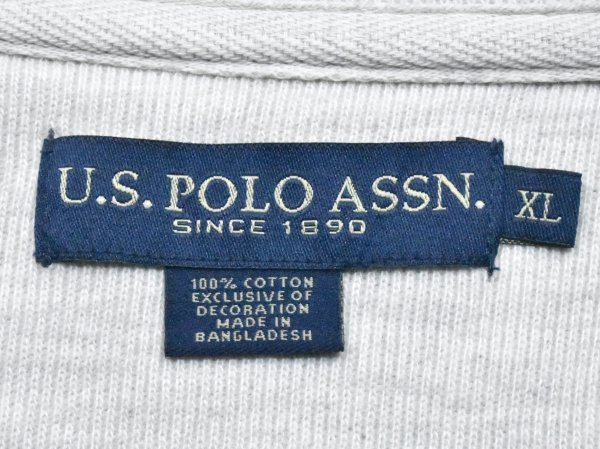 U.S. POLO ASSN.
SINCE 1890
XL
100% COTTON
EXCLUSIVE OF
DECORATION
MADE IN
BANGLADESH